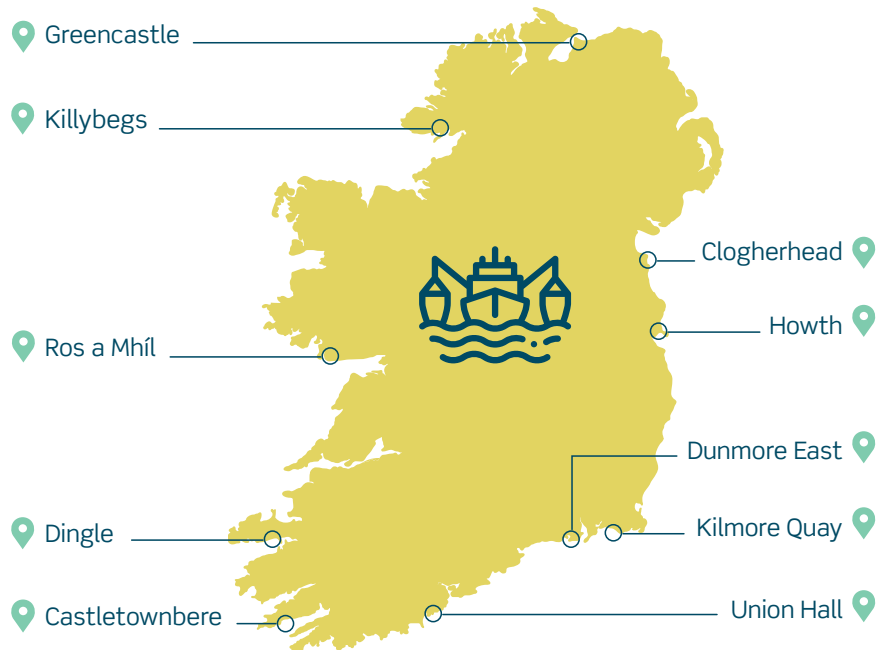 Greencastle
Killybegs
Clogherhead
Howth
Ros a Mhíl
Dunmore East
Kilmore Quay
Dingle
Union Hall
Castletownbere